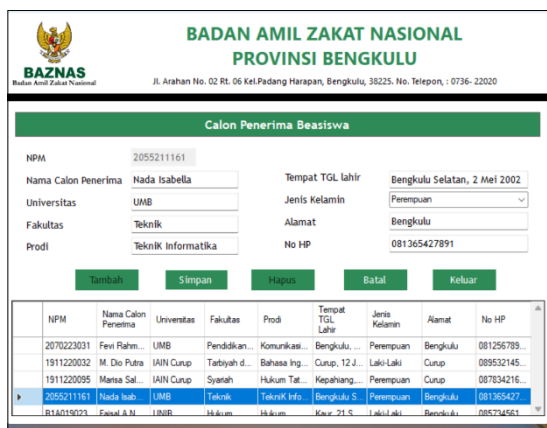 BADAN AMIL ZAKAT NASIONAL
PROVINSI BENGKULU
BAZNAS
Badan Amil Zakat Nasional
Jl. Arahan No. 02 Rt. 06 Kel.Padang Harapan, Bengkulu, 38225. No. Telepon, : 0736- 22020
Calon Penerima Beasiswa
NPM 2055211161
Nama Calon Penerima Nada Isabella
Universitas UMB
Fakultas Teknik
Prodi TekniK Informatika
Tempat TGL lahir Bengkulu Selatan, 2 Mei 2002
Jenis Kelamin Perempuan
Alamat Bengkulu
No HP 081365427891
Tambah Simpan Hapus Batal Keluar
NPM Nama Calon Penerima Universitas Fakultas Prodi Tempat TGL Lahir Jenis Kelamin Alamat No HP
2070223031 Fevi Rahm... UMB Pendidikan... Komunikasi... Bengkulu, ... Perempuan Bengkulu 081256789...
1911220032 M. Dio Putra IAIN Curup Tarbiyah d... Bahasa Ing... Curup, 12 J... Laki-Laki Curup 089532145...
1911220095 Marisa Sal... IAIN Curup Syariah Hukum Tat... Kepahiang,... Perempuan Curup 087834216...
2055211161 Nada Isab... UMB Teknik TekniK Info... Bengkulu S... Perempuan Bengkulu 081365427...
B1A019023 Faisal A.N UNIB Hukum Hukum Kaur, 21 S... Laki-Laki Bengkulu 085734561...